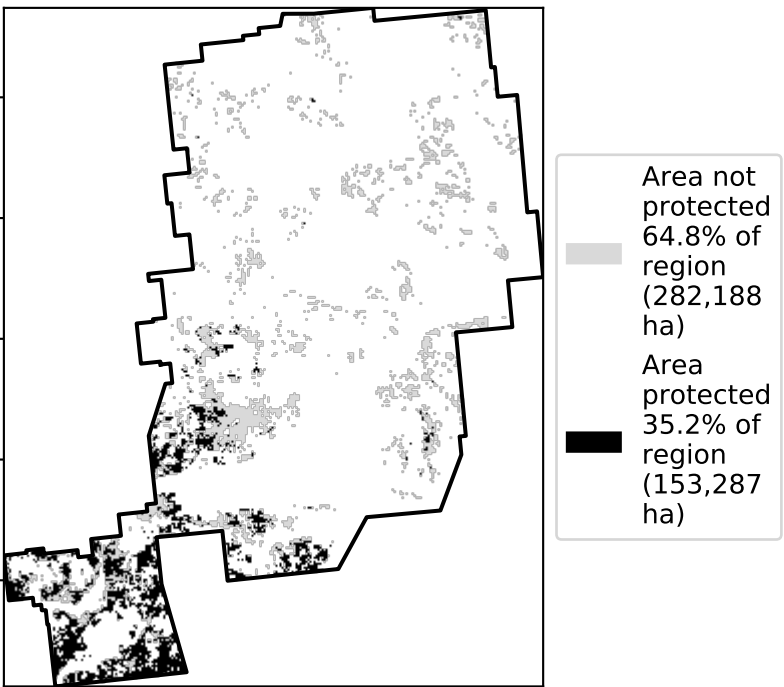 Area not
protected
64.8% of
region
(282,188
ha)
Area
protected
35.2% of
region
(153,287
ha)